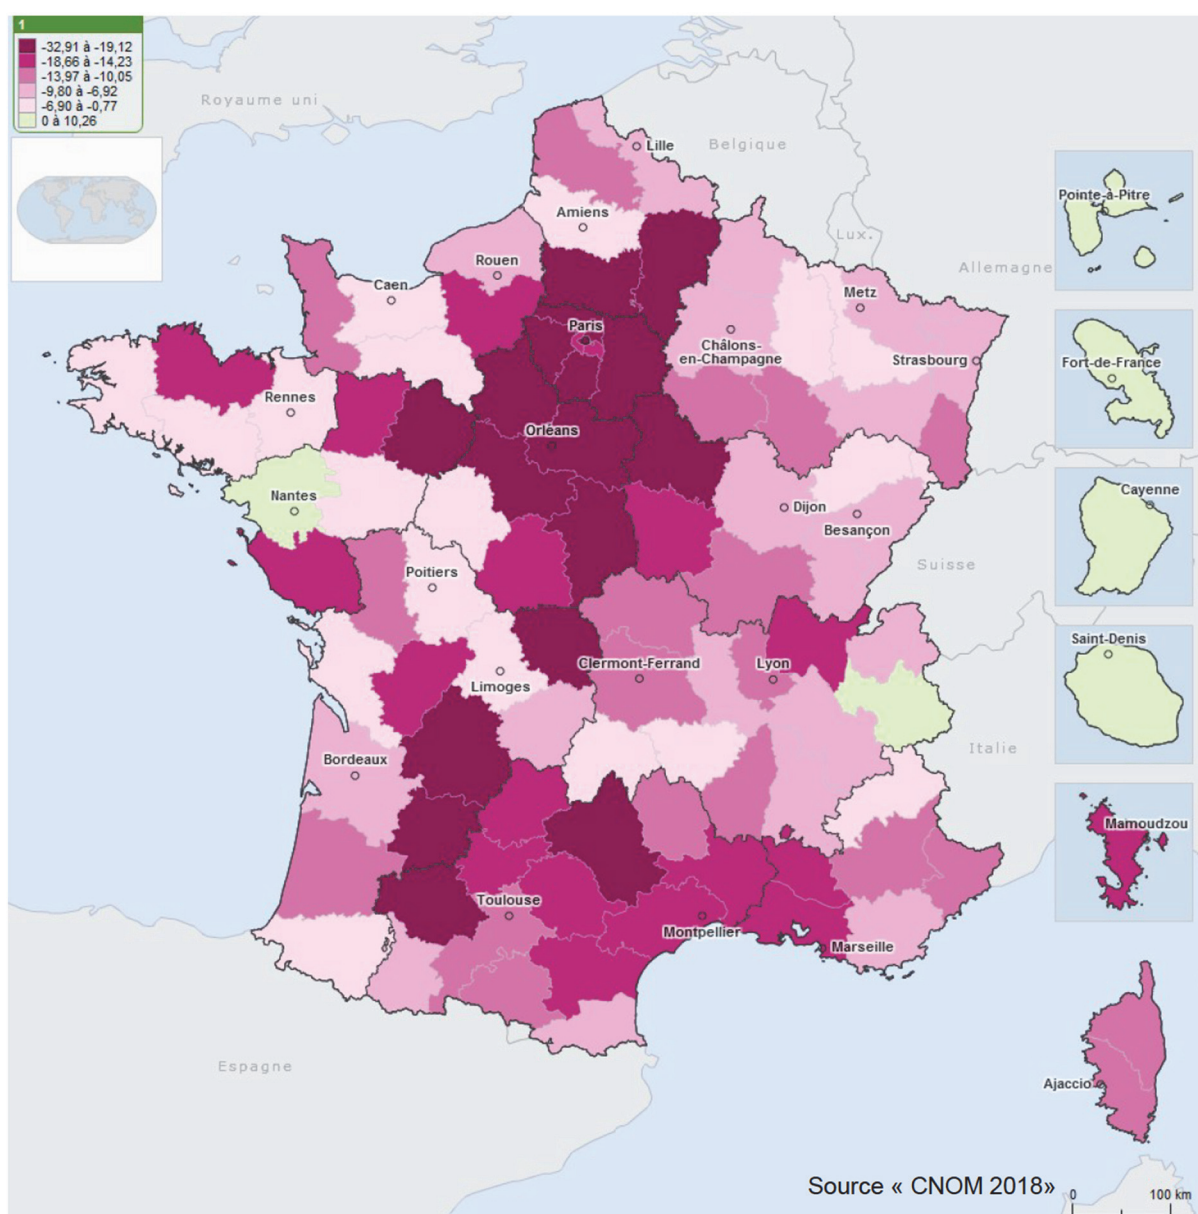 1
-32,91 à -19,12
-18,66 à -14,23
-13,97 à -10,05
-9,80 à -6,92
-6,90 à -0,77
0 à 10,26
Royaume uni
Lille
Belgique
Pointe-à-Pitre
Amiens
Lux.
Rouen
Allemagne
Caen
Metz
Paris
Châlons-
en-Champagne
Strasbourg
Fort-de-France
Rennes
Orléans
Nantes
Dijon
Besançon
Cayenne
Suisse
Poitiers
Saint-Denis
Clermont-Ferrand
Lyon
Limoges
Italie
Bordeaux
Mamoudzou
Toulouse
Montpellier
Marseille
Espagne
Ajaccio
Source « CNOM 2018»
0 100 km